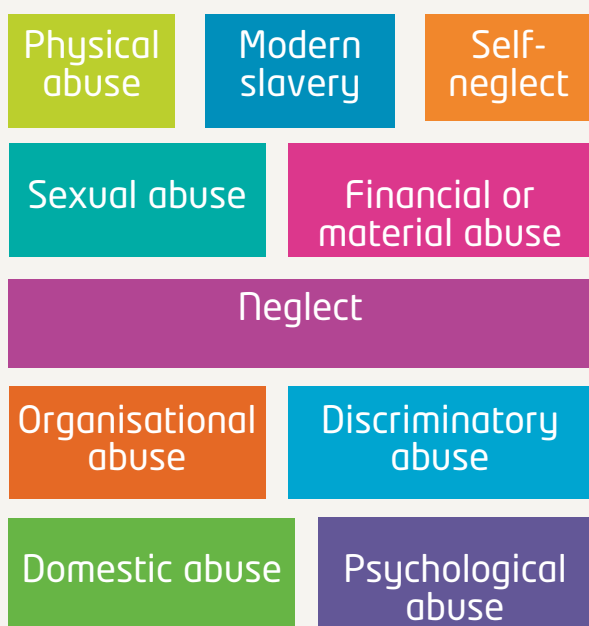 Physical
abuse
Modern
slavery
Self-
neglect
Sexual abuse
Financial or
material abuse
Neglect
Organisational
abuse
Discriminatory
abuse
Domestic abuse
Psychological
abuse